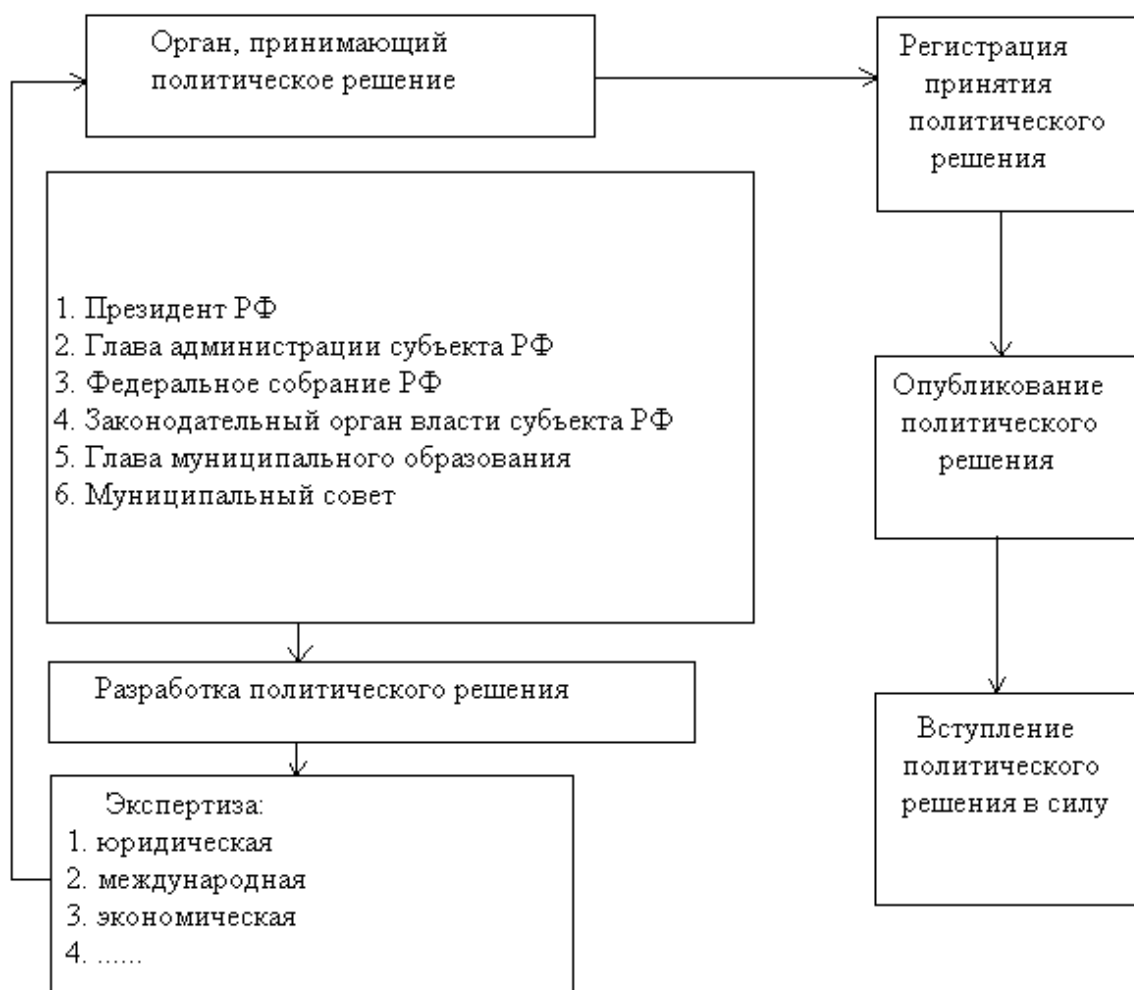 Орган, принимающий
политическое решение
Регистрация
принятия
политического
решения
1. Президент РФ
2. Глава администрации субъекта РФ
3. Федеральное собрание РФ
4. Законодательный орган власти субъекта РФ
5. Глава муниципального образования
6. Муниципальный совет
Опубликование
политического
решения
Разработка политического решения
Вступление
политического
решения в силу
Экспертиза:
1. юридическая
2. международная
3. экономическая
4. ......